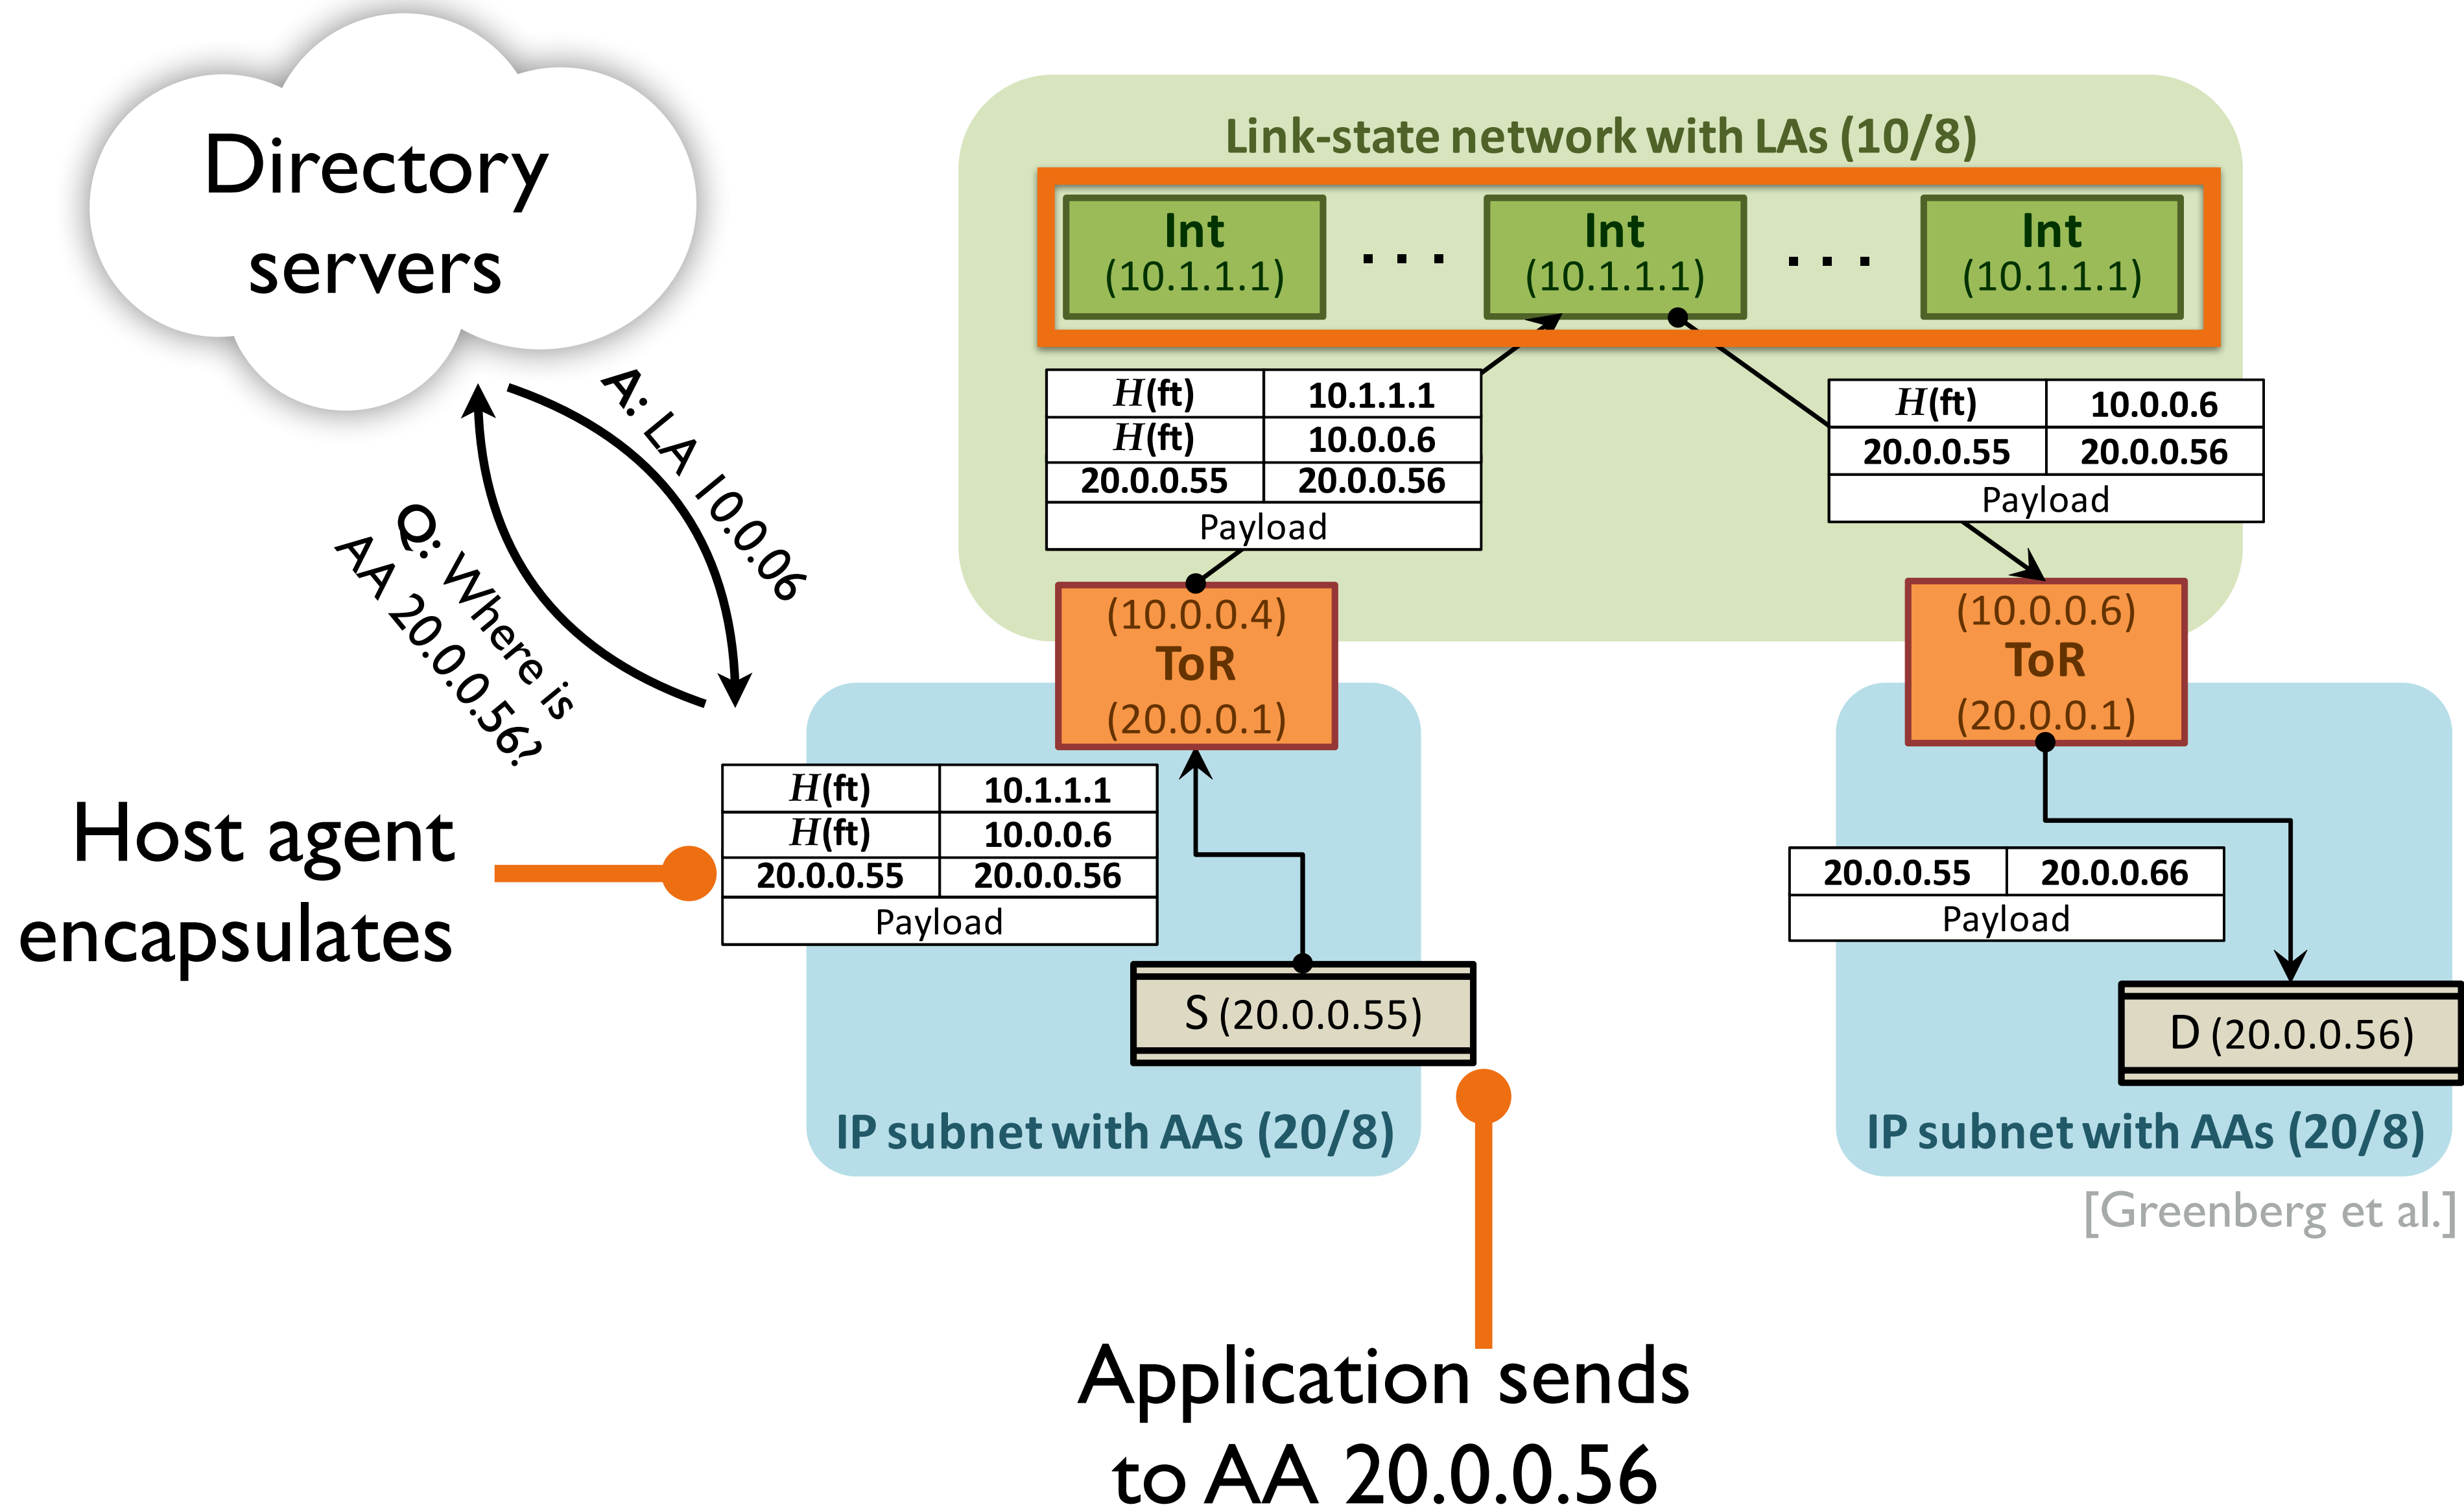 Directory
servers
A: LA 10.0.06
Q: Where is
AA 20.0.0.56?
Link-state network with LAs (10/8)
Int
(10.1.1.1)
. . .
Int
(10.1.1.1)
. . .
Int
(10.1.1.1)
H(ft) 10.1.1.1
H(ft) 10.0.0.6
20.0.0.55 20.0.0.56
Payload
H(ft) 10.0.0.6
20.0.0.55 20.0.0.56
Payload
(10.0.0.4)
ToR
(20.0.0.1)
(10.0.0.6)
ToR
(20.0.0.1)
Host agent
encapsulates
H(ft) 10.1.1.1
H(ft) 10.0.0.6
20.0.0.55 20.0.0.56
Payload
20.0.0.55 20.0.0.66
Payload
S (20.0.0.55)
D (20.0.0.56)
IP subnet with AAs (20/8)
IP subnet with AAs (20/8)
[Greenberg et al.]
Application sends
to AA 20.0.0.56